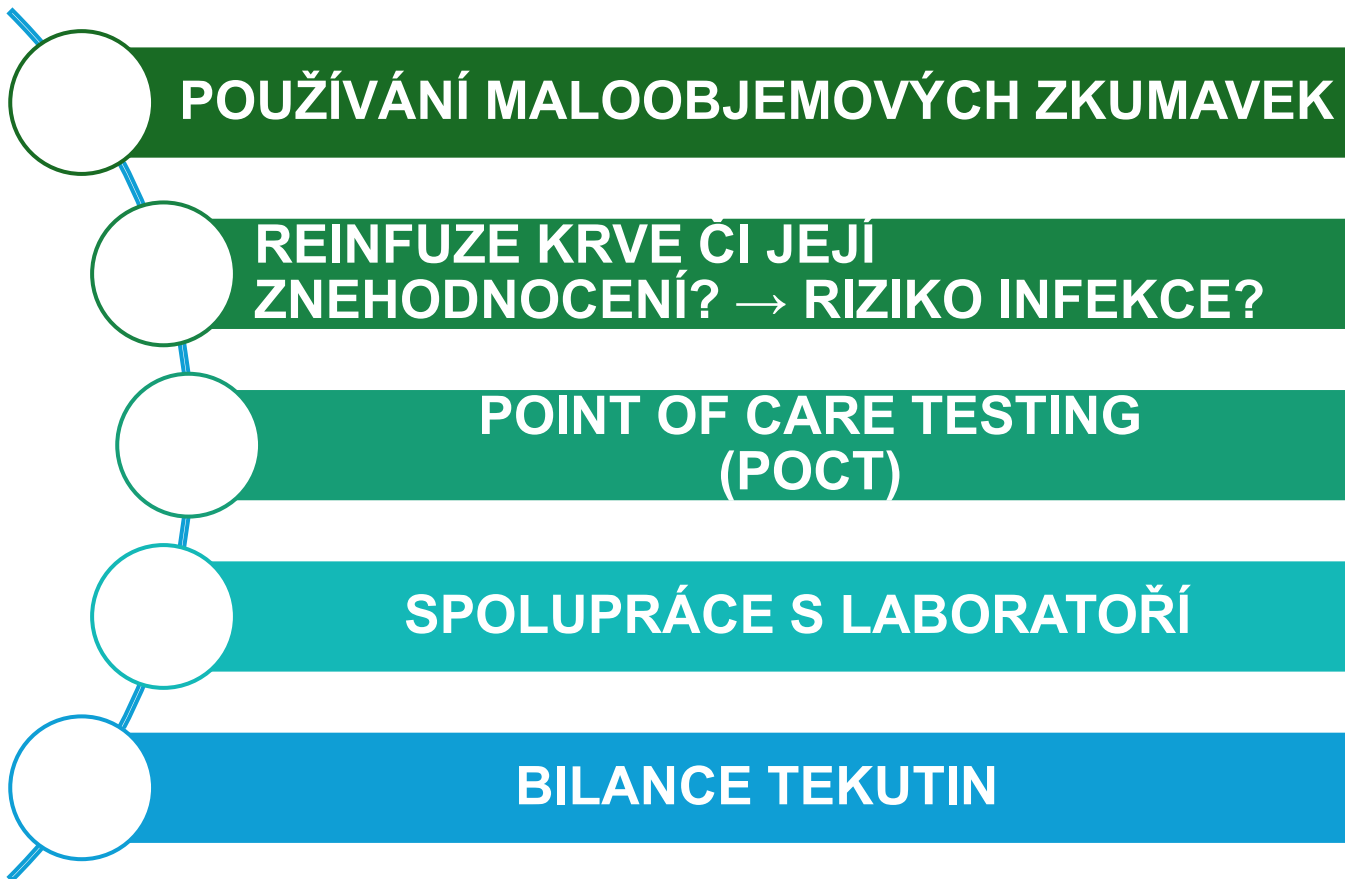 POUŽÍVÁNÍ MALOOBJEMOVÝCH ZKUMAVEK
REINFUZE KRVE ČI JEJÍ
ZNEHODNOCENÍ? → RIZIKO INFEKCE?
POINT OF CARE TESTING
(POCT)
SPOLUPRÁCE S LABORATOŘÍ
BILANCE TEKUTIN